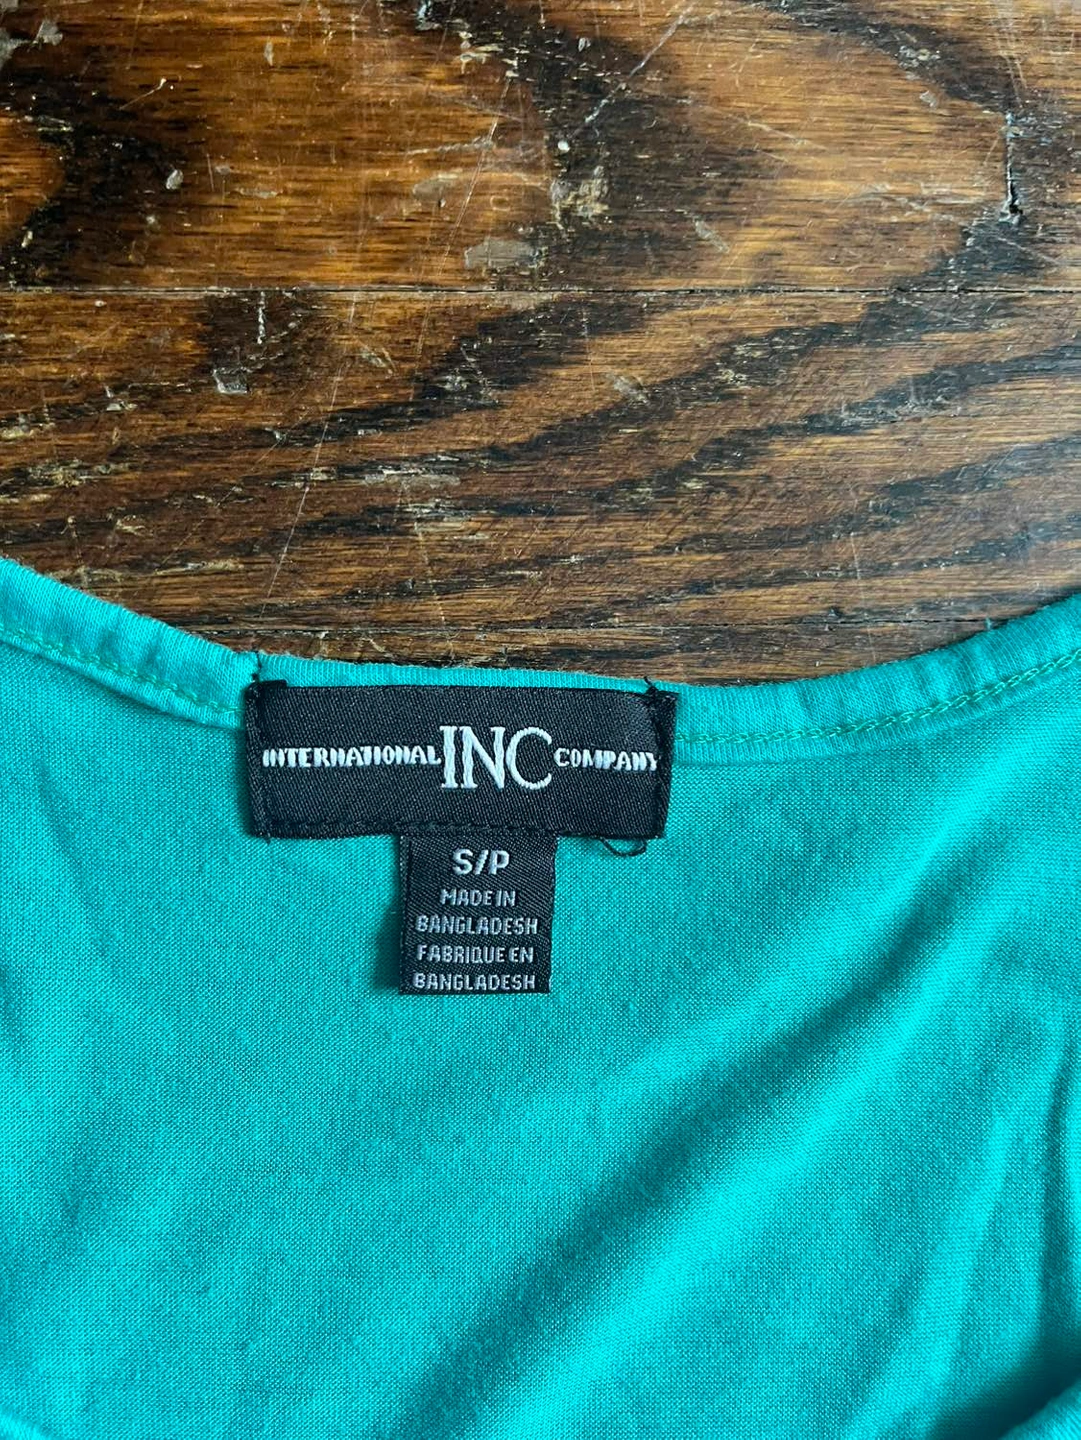 INTERNATIONAL INC COMPANY
S/P
MADE IN
BANGLADESH
FABRIQUE EN
BANGLADESH